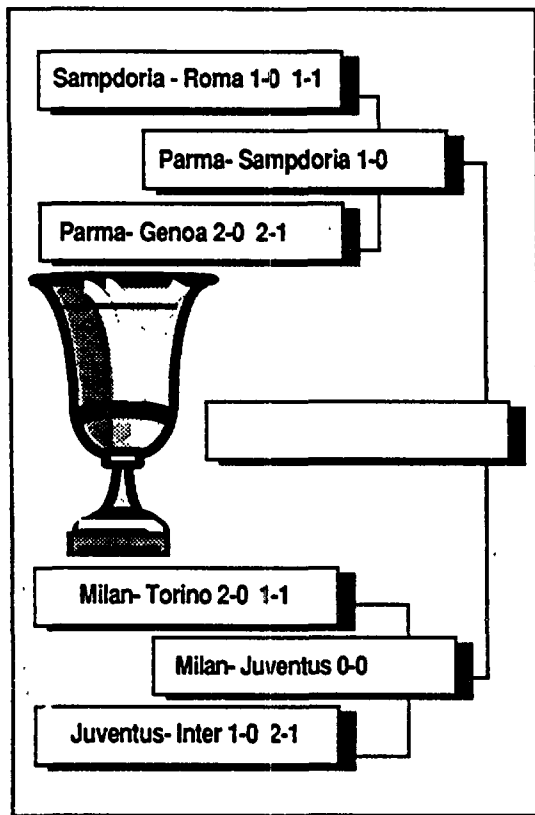 Sampdoria - Roma 1-0 1-1
Parma- Sampdoria 1-0
Parma- Genoa 2-0 2-1
Milan- Torino 2-0 1-1
Milan- Juventus 0-0
Juventus- Inter 1-0 2-1